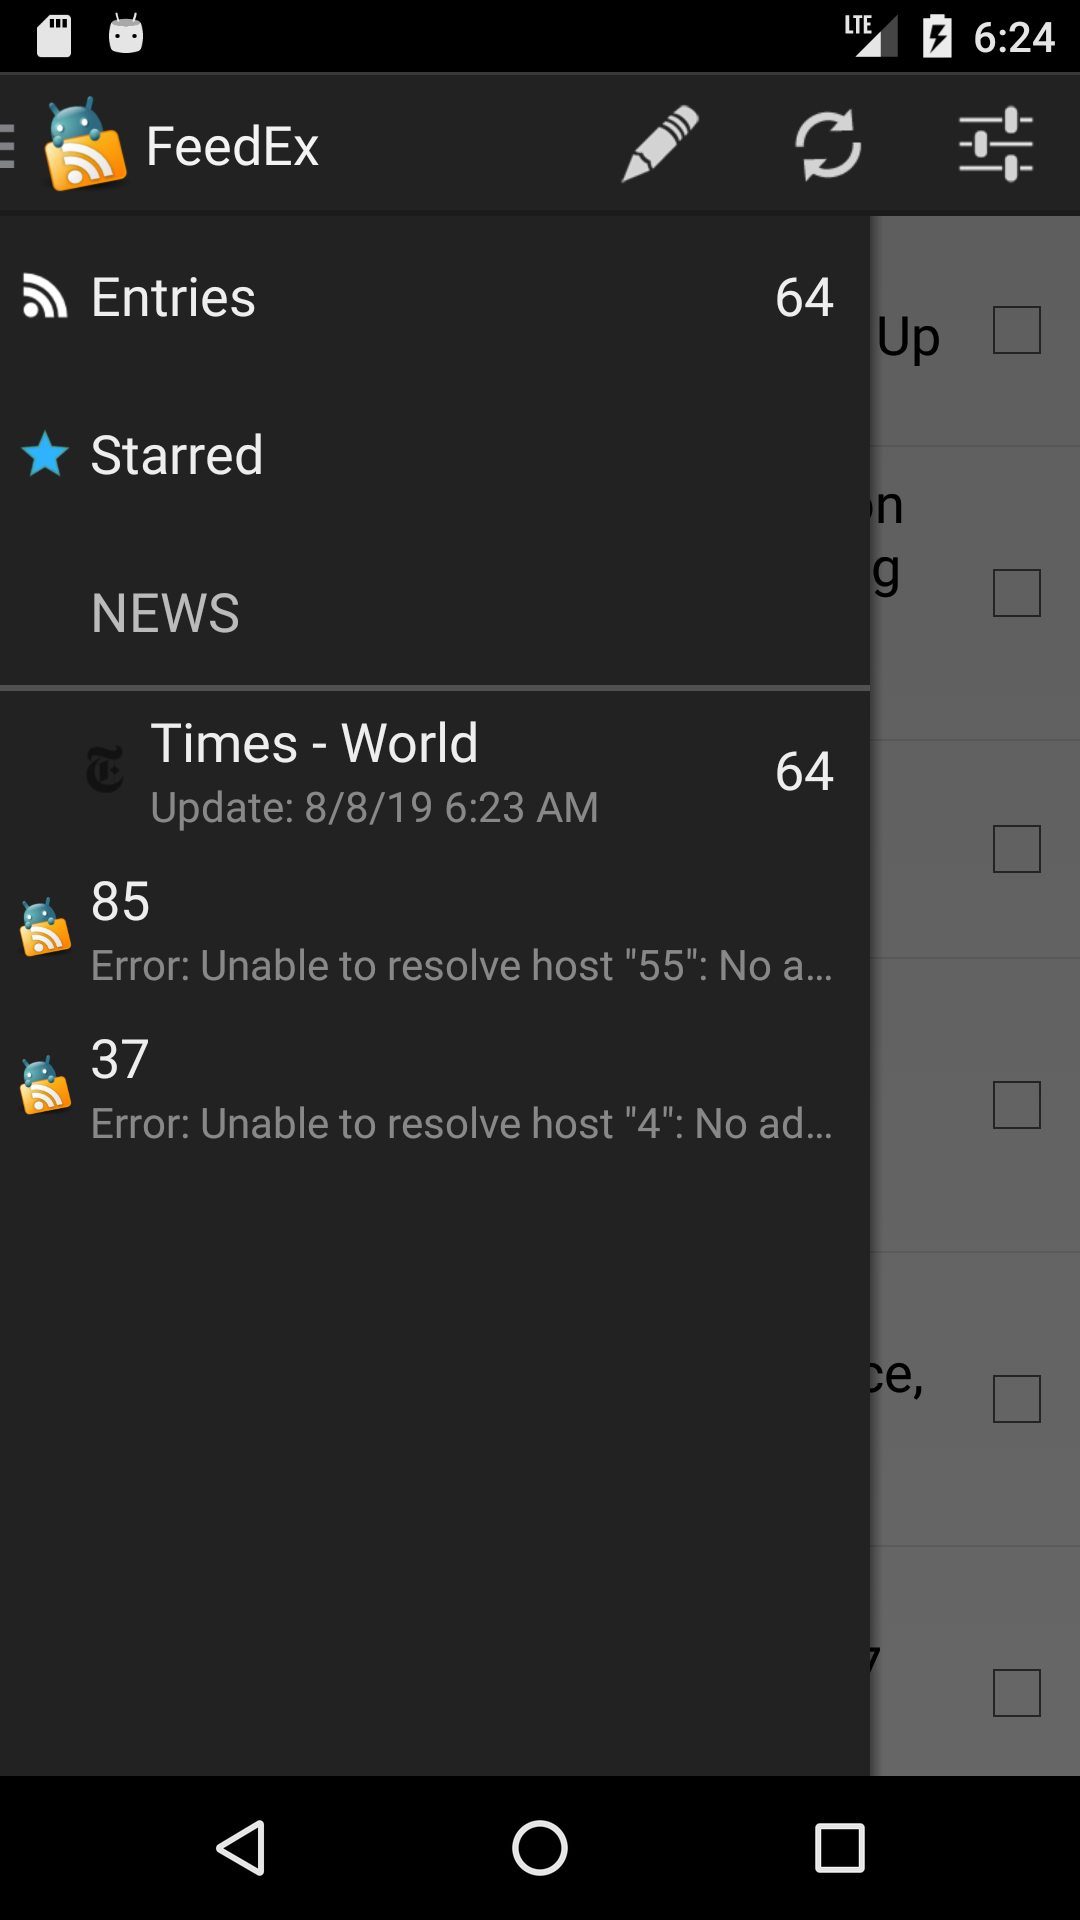 LTE 6:24
FeedEx
Entries 64
Up
Starred
on
g
NEWS
Times - World
64
Update: 8/8/19 6:23 AM
85
Error: Unable to resolve host "55": No a...
37
Error: Unable to resolve host "4": No ad...
ce,